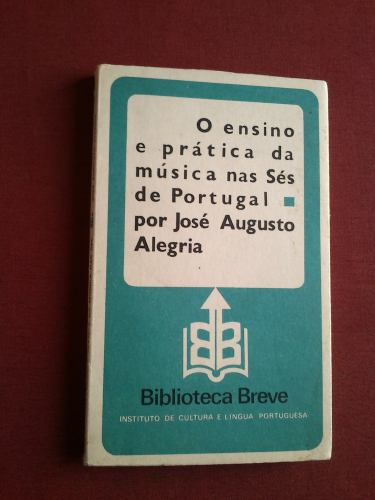 O ensino
e prática da
música nas Sés
de Portugal
por José Augusto
Alegria
Biblioteca Breve
INSTITUTO DE CULTURA E LÍNGUA PORTUGUESA